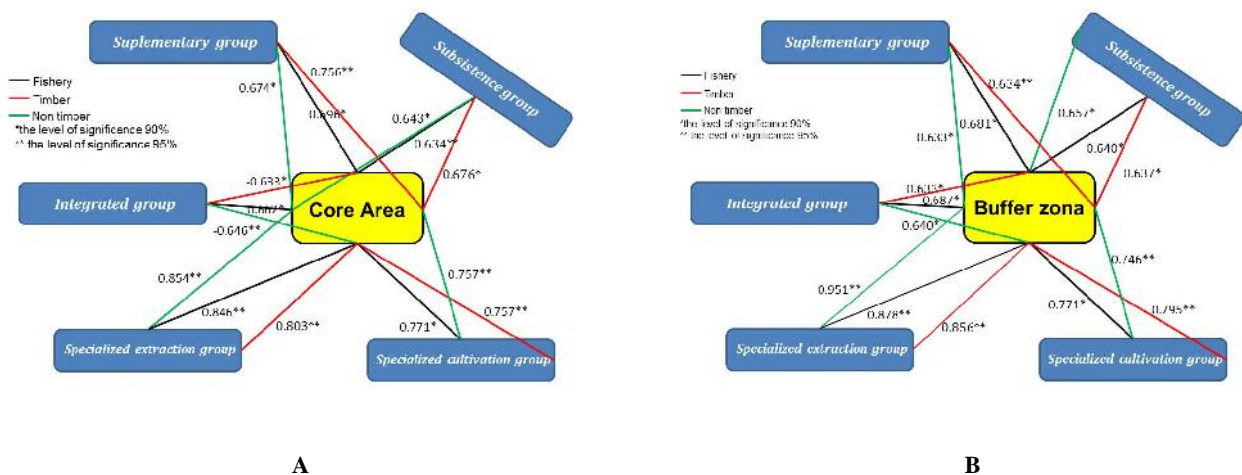 Suplementary group
Subsistence group
Fishery
Timber
Non timber
*the level of significance 90%
** the level of significance 95%
0.756**
0.674*
0.696*
0.643*
0.634**
0.676*
-0.633*
Integrated group
0.667*
Core Area
-0.646**
0.854**
0.846**
0.803**
0.757**
0.757**
0.771*
Specialized extraction group
Specialized cultivation group
A
Suplementary group
Subsistence group
Fishery
Timber
Non timber
*the level of significance 90%
** the level of significance 95%
0.634**
0.633*
0.681*
0.657*
0.640*
0.637*
0.633*
Integrated group
0.687*
Buffer zona
0.640*
0.951**
0.878**
0.856**
0.746**
0.795**
0.771*
Specialized extraction group
Specialized cultivation group
B